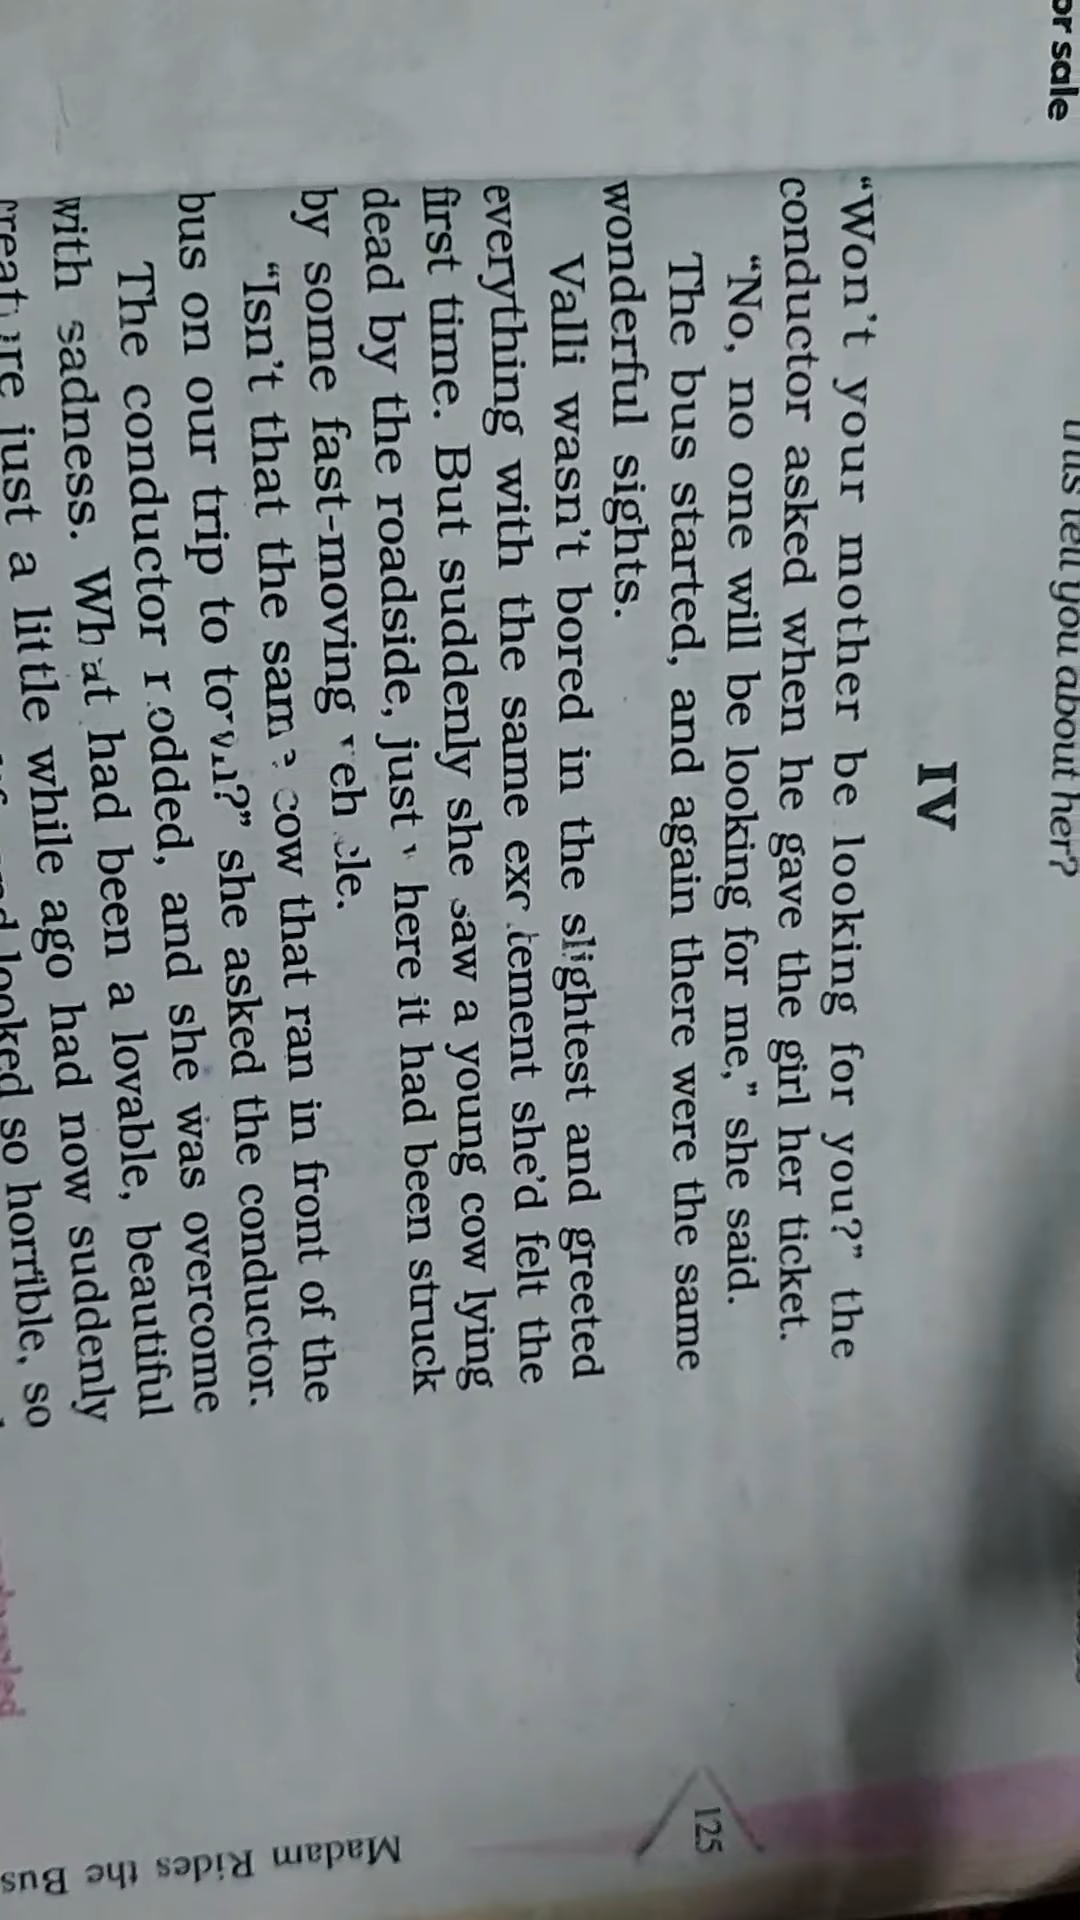 or sale
this tell you about her?
IV
“Won’t your mother be looking for you?” the
conductor asked when he gave the girl her ticket.
“No, no one will be looking for me,” she said.
The bus started, and again there were the same
wonderful sights.
Valli wasn’t bored in the slightest and greeted
everything with the same excitement she’d felt the
first time. But suddenly she saw a young cow lying
dead by the roadside, just where it had been struck
by some fast-moving vehicle.
“Isn’t that the same cow that ran in front of the
bus on our trip to town?” she asked the conductor.
The conductor nodded, and she was overcome
with sadness. What had been a lovable, beautiful
creature just a little while ago had now suddenly
looked so horrible, so
125
Madam Rides the Bus